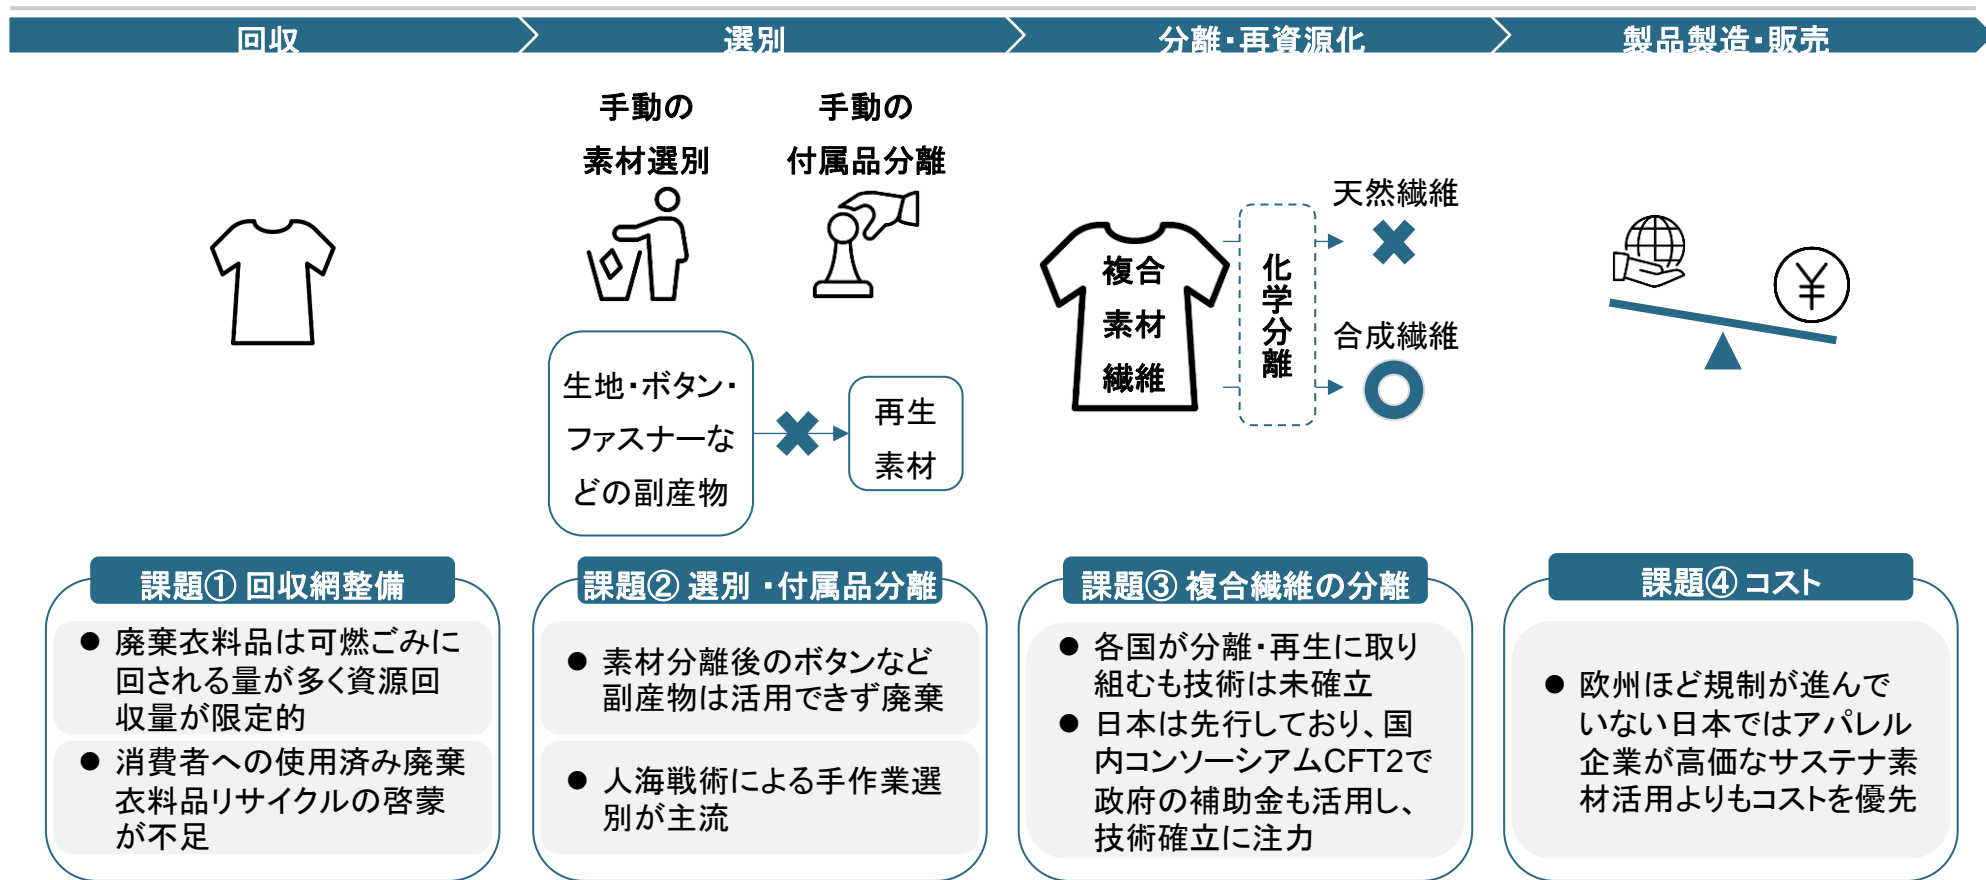 回収
選別
分離・再資源化
製品製造・販売
手動の
素材選別
手動の
付属品分離
生地・ボタン・
ファスナーな
どの副産物
再生
素材
複合
素材
繊維
化学分離
天然繊維
合成繊維
¥
課題① 回収網整備
● 廃棄衣料品は可燃ごみに
回される量が多く資源回
収量が限定的
● 消費者への使用済み廃棄
衣料品リサイクルの啓蒙
が不足
課題② 選別 ・付属品分離
● 素材分離後のボタンなど
副産物は活用できず廃棄
● 人海戦術による手作業選
別が主流
課題③ 複合繊維の分離
● 各国が分離・再生に取り
組むも技術は未確立
● 日本は先行しており、国
内コンソーシアムCFT2で
政府の補助金も活用し、
技術確立に注力
課題④ コスト
● 欧州ほど規制が進んで
いない日本ではアパレル
企業が高価なサステナ素
材活用よりもコストを優先